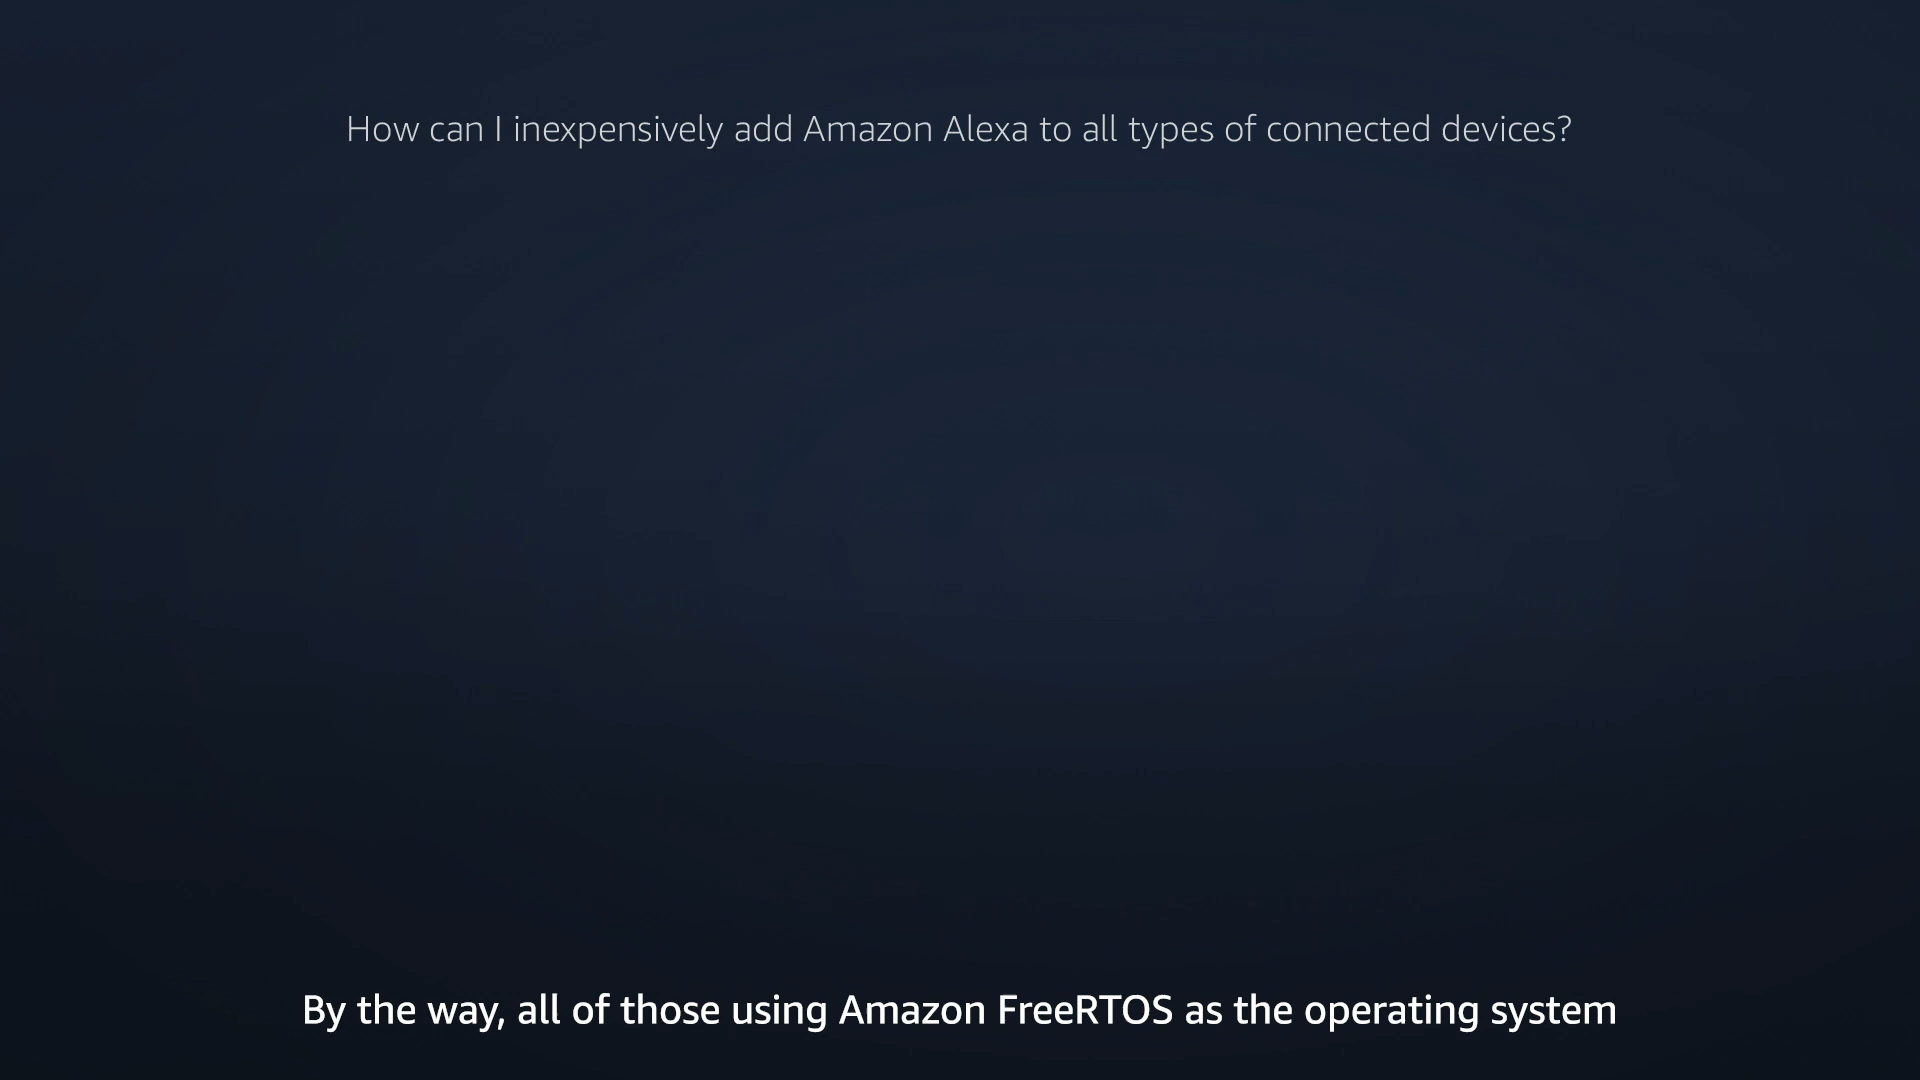 How can I inexpensively add Amazon Alexa to all types of connected devices?
By the way, all of those using Amazon FreeRTOS as the operating system